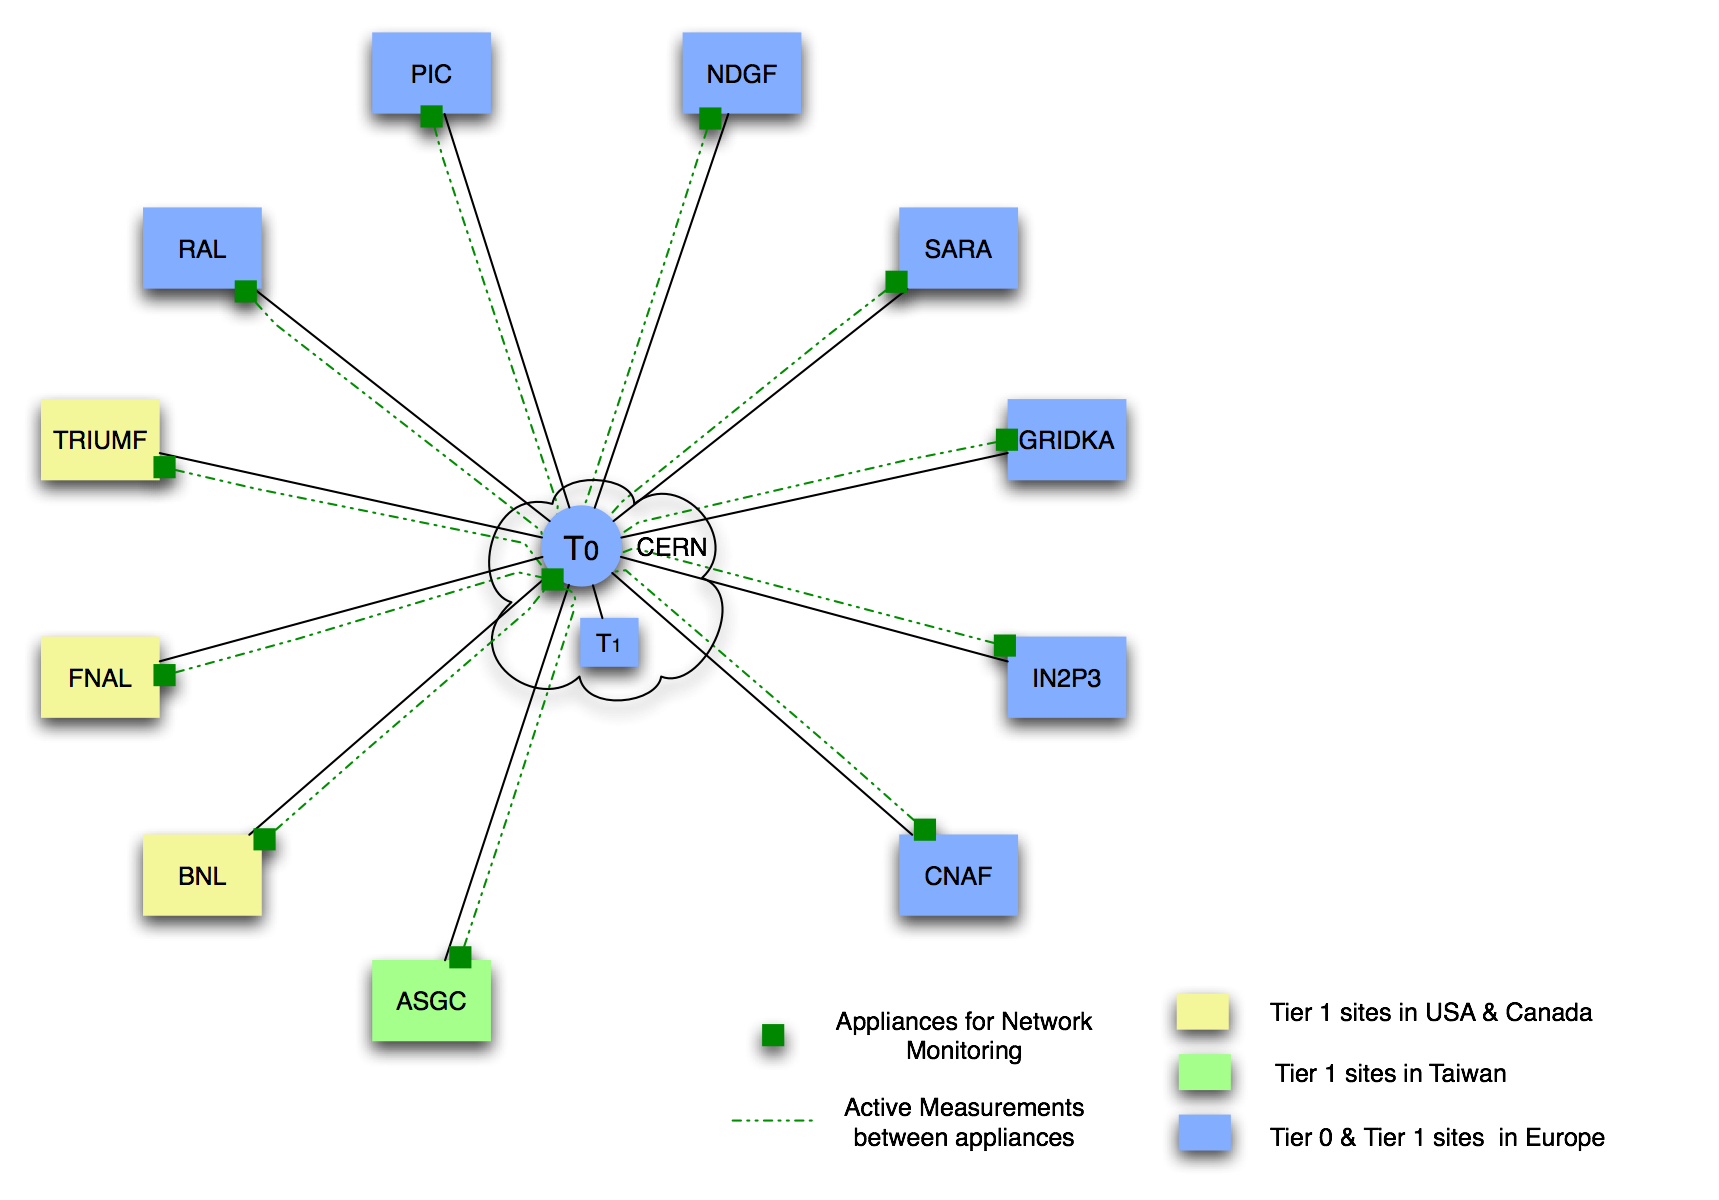 PIC
NDGF
RAL
SARA
TRIUMF
GRIDKA
T0
CERN
T1
FNAL
IN2P3
BNL
CNAF
ASGC
Appliances for Network
Monitoring
Active Measurements
between appliances
Tier 1 sites in USA & Canada
Tier 1 sites in Taiwan
Tier 0 & Tier 1 sites in Europe